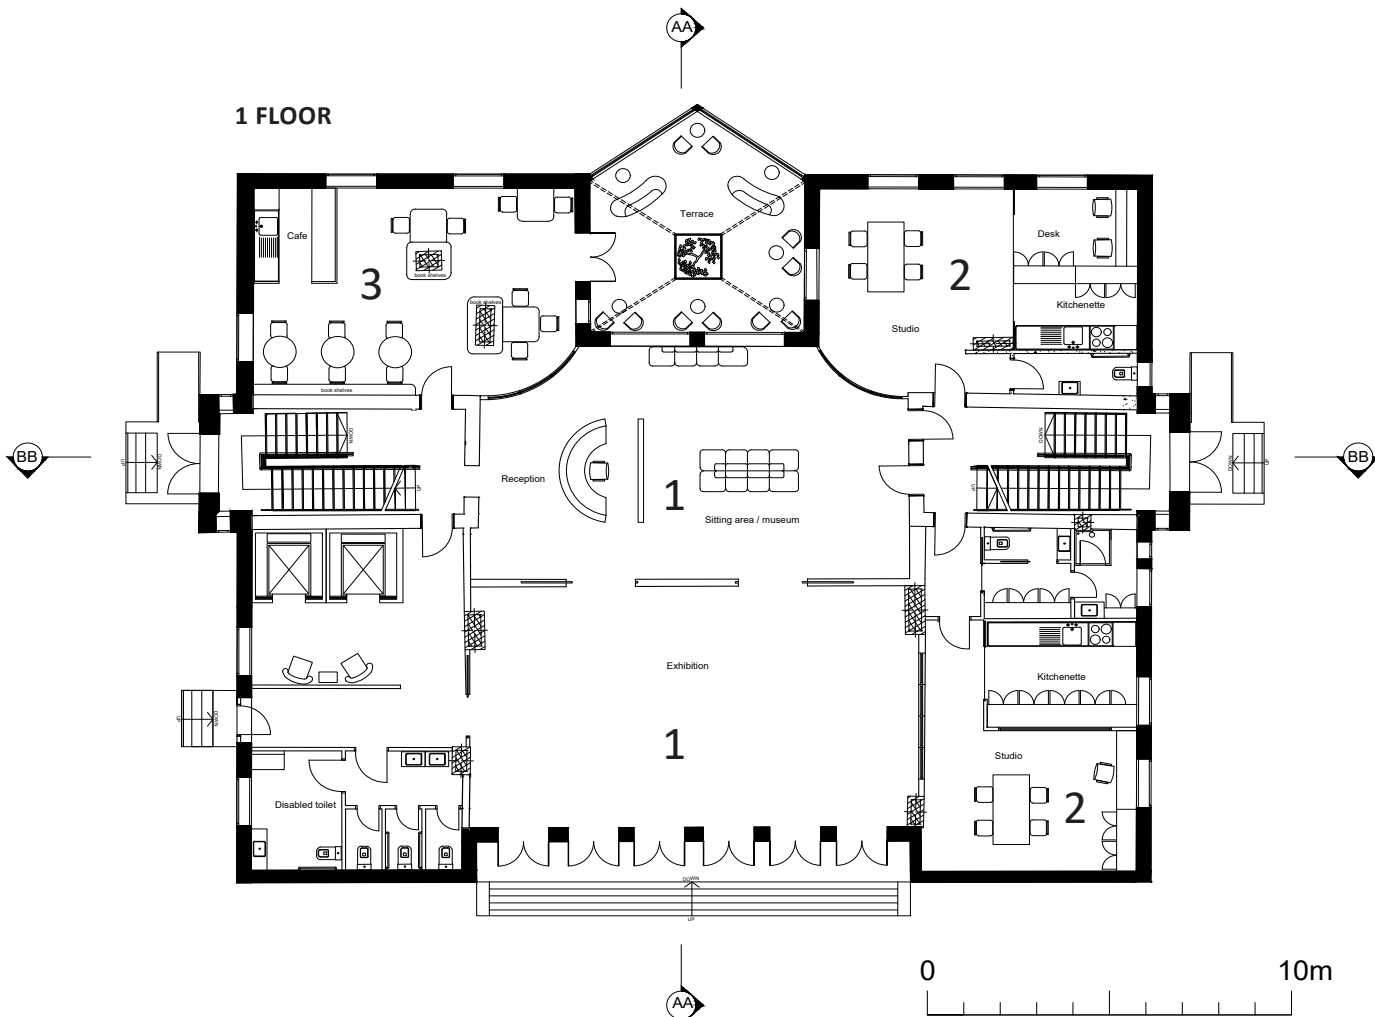 AA
1 FLOOR
Terrace
Cafe
Desk
3
book shelves
2
book shelves
Kitchenette
Studio
book shelves
DOWN
DOWN
BB
UP
DOWN
DOWN
UP
BB
Reception
1
UP
UP
Sitting area / museum
Exhibition
Kitchenette
UP
DOWN
1
Studio
Disabled toilet
2
DOWN
UP
0
10m
AA